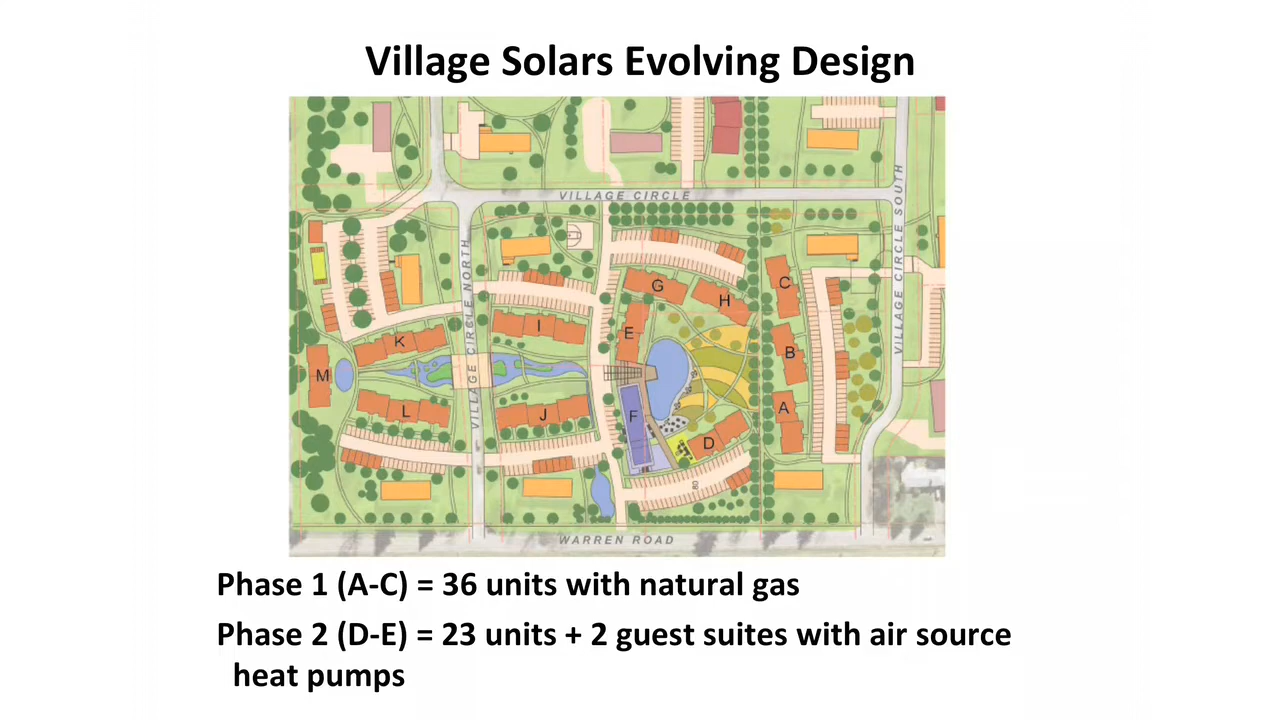 Village Solars Evolving Design
VILLAGE CIRCLE
VILLAGE CIRCLE SOUTH
VILLAGE CIRCLE NORTH
C
G
H
I
E
K
B
M
A
L
J
F
D
80
WARREN ROAD
Phase 1 (A-C) = 36 units with natural gas
Phase 2 (D-E) = 23 units + 2 guest suites with air source
heat pumps